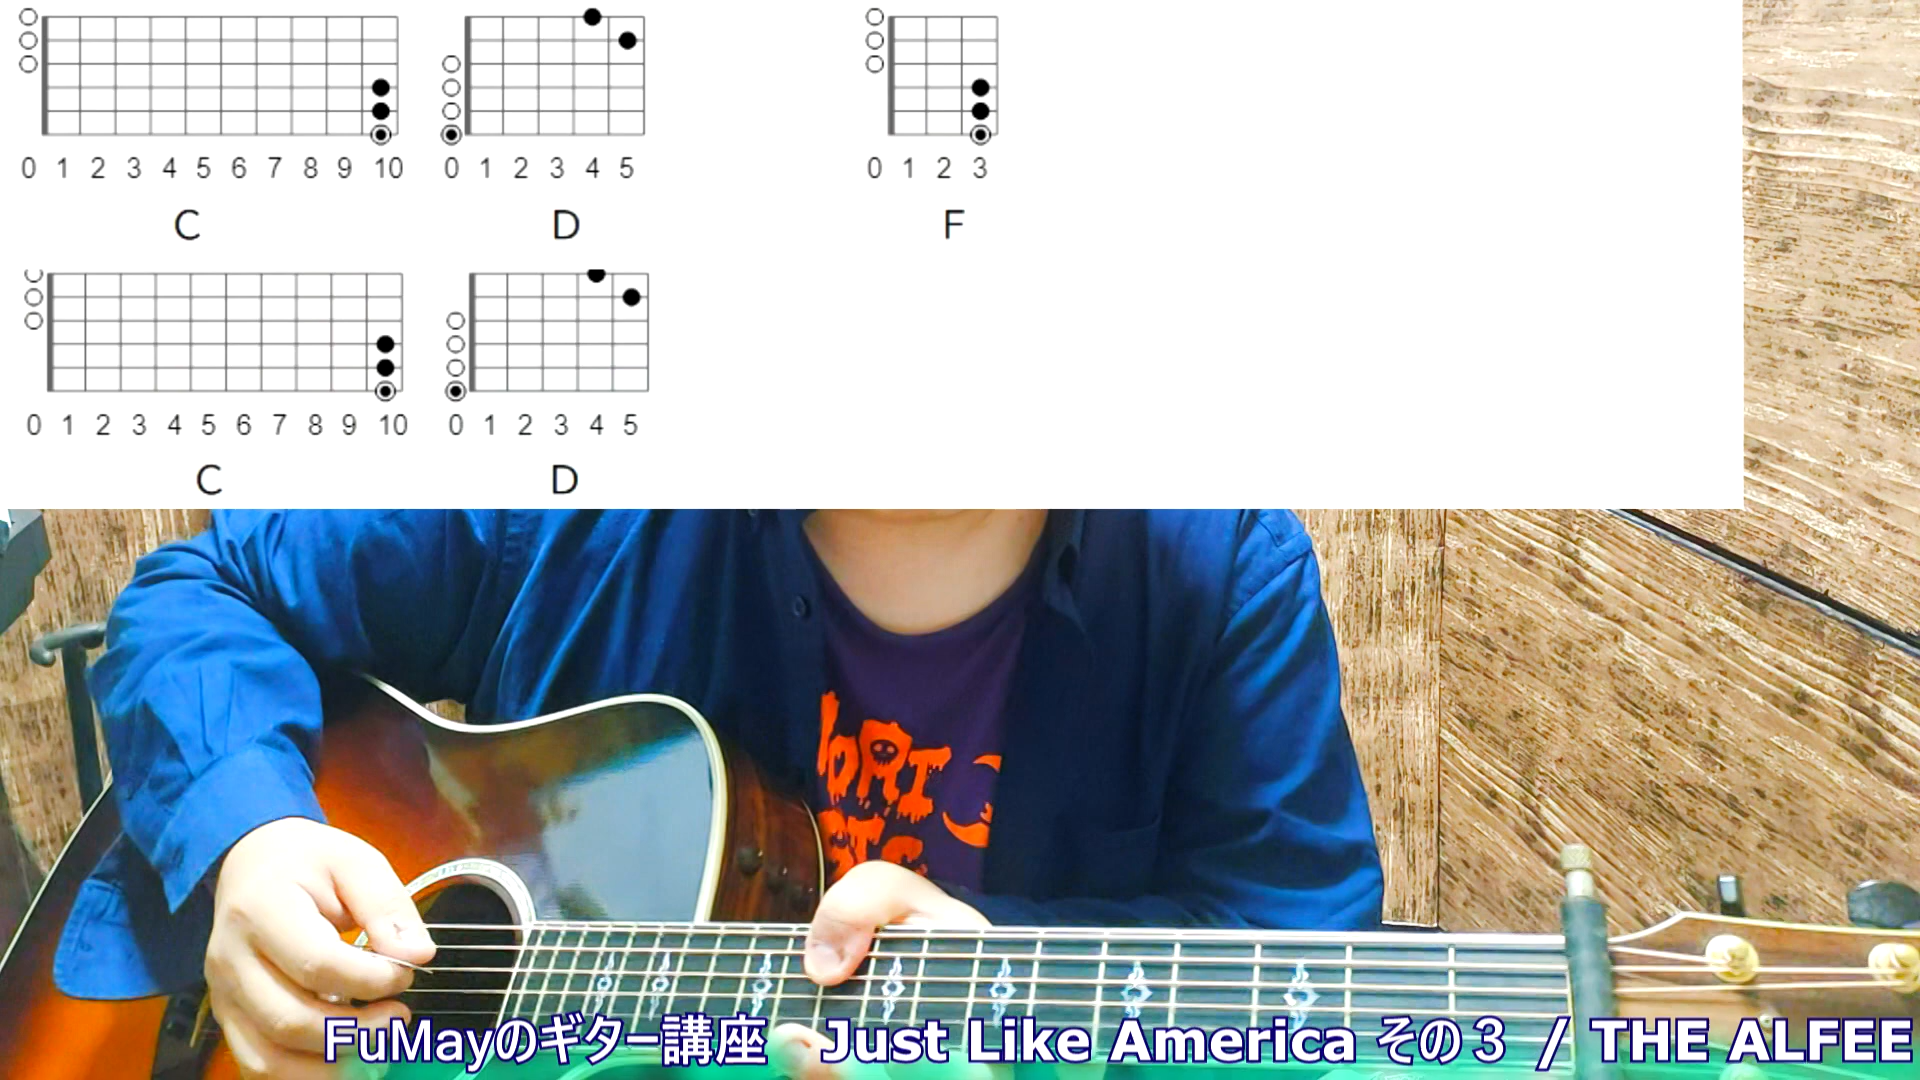 0 1 2 3 4 5 6 7 8 9 10
0 1 2 3 4 5
0 1 2 3
C
D
F
0 1 2 3 4 5 6 7 8 9 10
0 1 2 3 4 5
C
D
FuMayのギター講座 Just Like America その３ / THE ALFEE